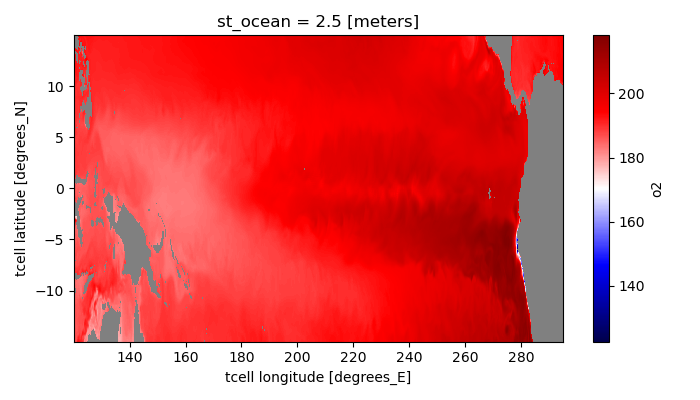 st_ocean = 2.5 [meters]
10
5
0
−5
−10
tcell latitude [degrees_N]
140 160 180 200 220 240 260 280
tcell longitude [degrees_E]
200
180
160
140
o2